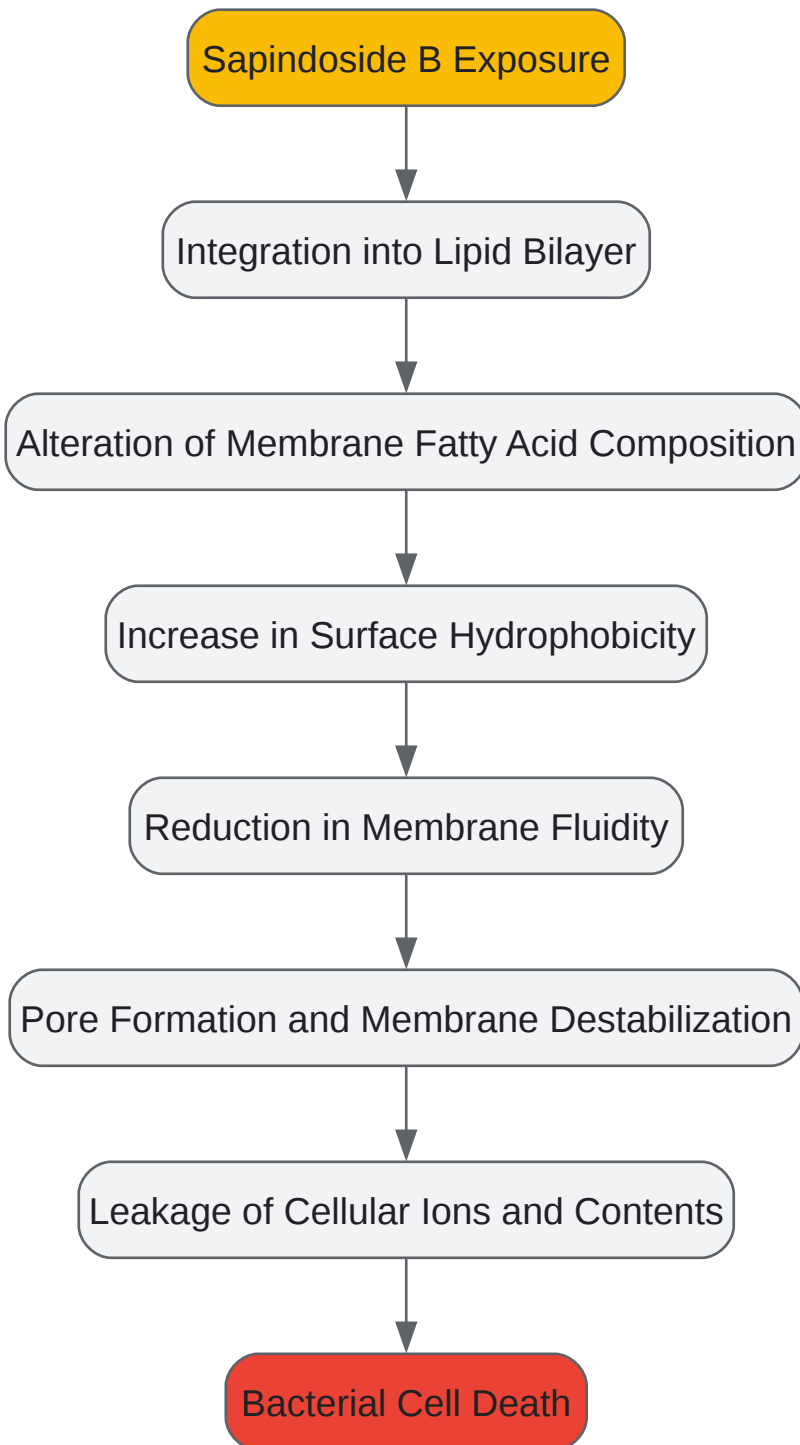 Sapindoside B Exposure
Integration into Lipid Bilayer
Alteration of Membrane Fatty Acid Composition
Increase in Surface Hydrophobicity
Reduction in Membrane Fluidity
Pore Formation and Membrane Destabilization
Leakage of Cellular Ions and Contents
Bacterial Cell Death